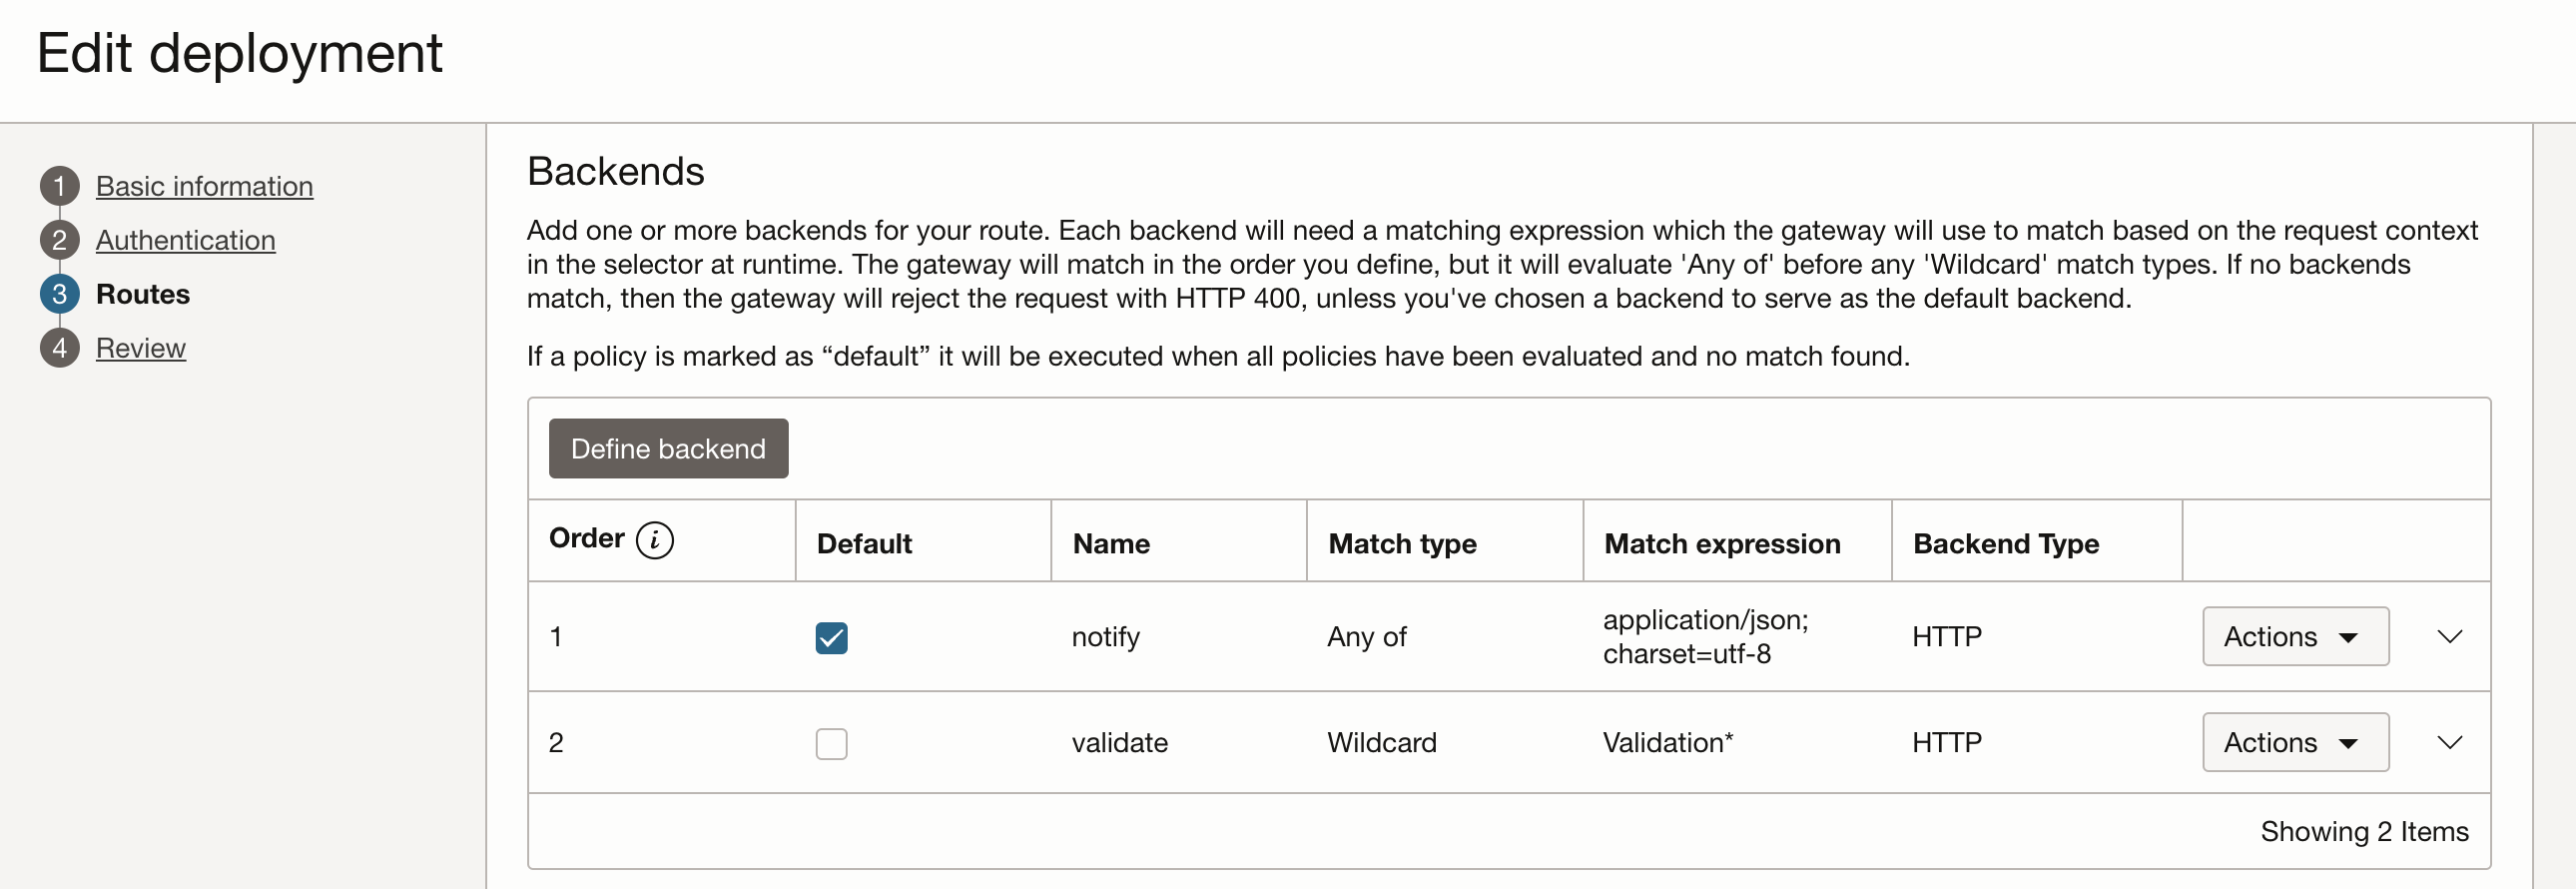 Edit deployment
1 Basic information
2 Authentication
3 Routes
4 Review
Backends
Add one or more backends for your route. Each backend will need a matching expression which the gateway will use to match based on the request context
in the selector at runtime. The gateway will match in the order you define, but it will evaluate 'Any of' before any 'Wildcard' match types. If no backends
match, then the gateway will reject the request with HTTP 400, unless you've chosen a backend to serve as the default backend.
If a policy is marked as “default” it will be executed when all policies have been evaluated and no match found.
Define backend
Order i Default Name Match type Match expression Backend Type
1 notify Any of application/json; HTTP Actions
charset=utf-8
2 validate Wildcard Validation* HTTP Actions
Showing 2 Items